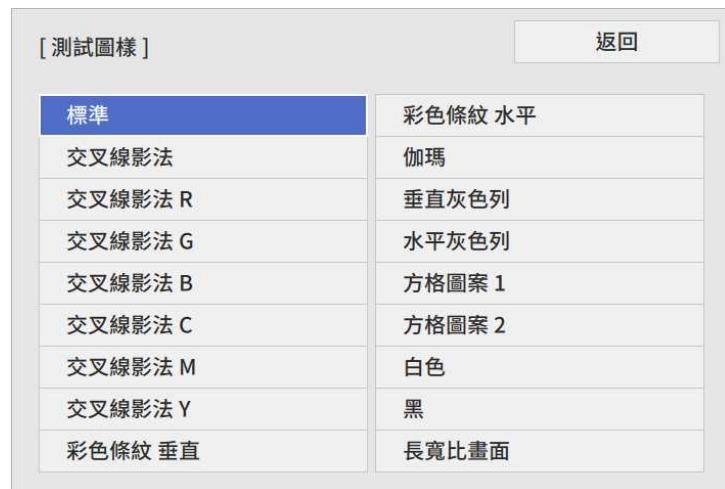 [ 測試圖樣 ]
返回
標準
交叉線影法
交叉線影法 R
交叉線影法 G
交叉線影法 B
交叉線影法 C
交叉線影法 M
交叉線影法 Y
彩色條紋 垂直
彩色條紋 水平
伽瑪
垂直灰色列
水平灰色列
方格圖案 1
方格圖案 2
白色
黑
長寬比畫面